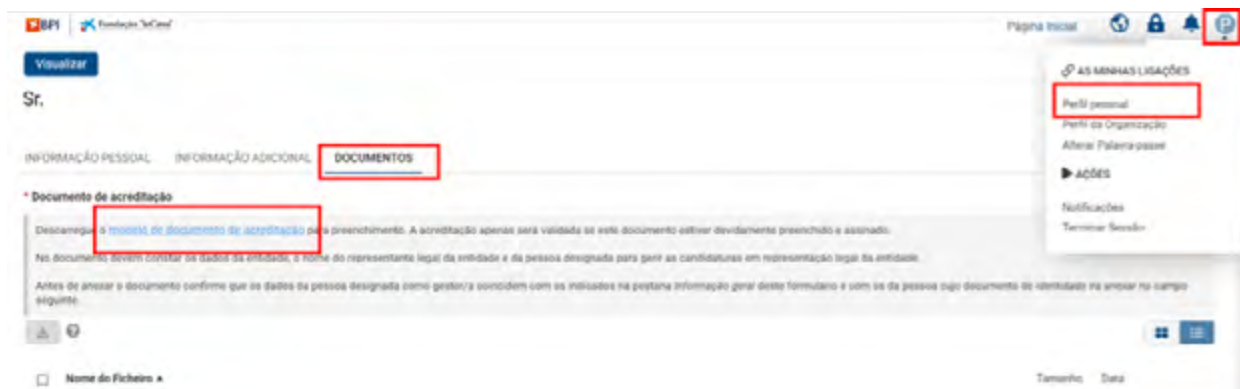 BPI Fundação "la Caixa" Página Inicial
Visualizar
AS MINHAS LIGAÇÕES
Sr.
Perfil pessoal
Perfil da Organização
Alterar Palavra-passe
INFORMAÇÃO PESSOAL INFORMAÇÃO ADICIONAL DOCUMENTOS
AÇÕES
* Documento de acreditação
Notificações
Terminar Sessão
Descarregue o modelo de documento de acreditação para preenchimento. A acreditação apenas será validada se este documento estiver devidamente preenchido e assinado.
No documento devem constar os dados da entidade, o nome do representante legal da entidade e da pessoa designada para gerir as candidaturas em representação legal da entidade.
Antes de anexar o documento confirme que os dados da pessoa designada como gestor/a coincidem com os indicados na pestana Informação geral deste formulário e com os da pessoa cujo documento de identidade irá anexar no campo
seguinte.
Nome do Ficheiro Tamanho Data